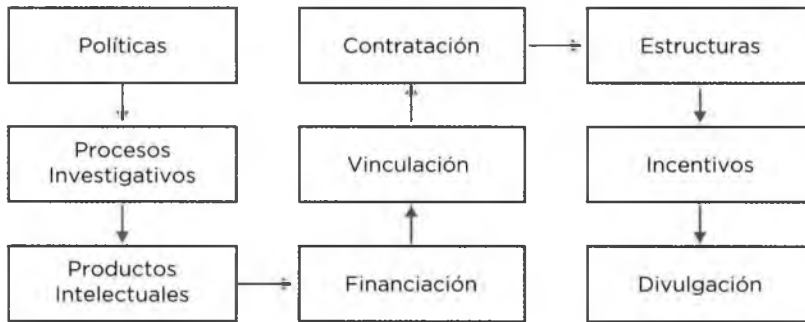 Políticas
Contratación
Estructuras
Procesos
Investigativos
Vinculación
Incentivos
Productos
Intelectuales
Financiación
Divulgación